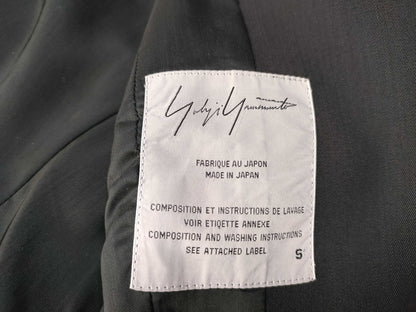 Yohji Yamamoto
FABRIQUE AU JAPON
MADE IN JAPAN
COMPOSITION ET INSTRUCTIONS DE LAVAGE
VOIR ETIQETTE ANNEXE
COMPOSITION AND WASHING INSTRUCTIONS
SEE ATTACHED LABEL
S